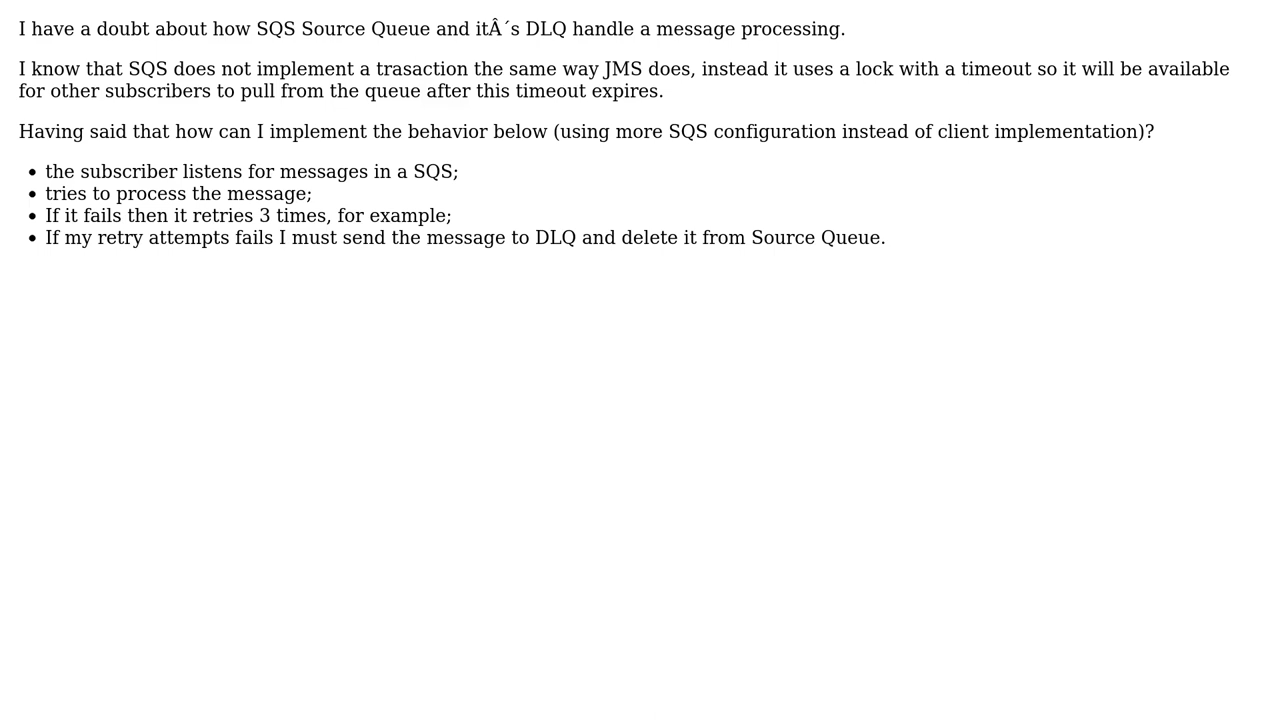 I have a doubt about how SQS Source Queue and itÂ´s DLQ handle a message processing.
I know that SQS does not implement a trasaction the same way JMS does, instead it uses a lock with a timeout so it will be available
for other subscribers to pull from the queue after this timeout expires.
Having said that how can I implement the behavior below (using more SQS configuration instead of client implementation)?
• the subscriber listens for messages in a SQS;
• tries to process the message;
• If it fails then it retries 3 times, for example;
• If my retry attempts fails I must send the message to DLQ and delete it from Source Queue.